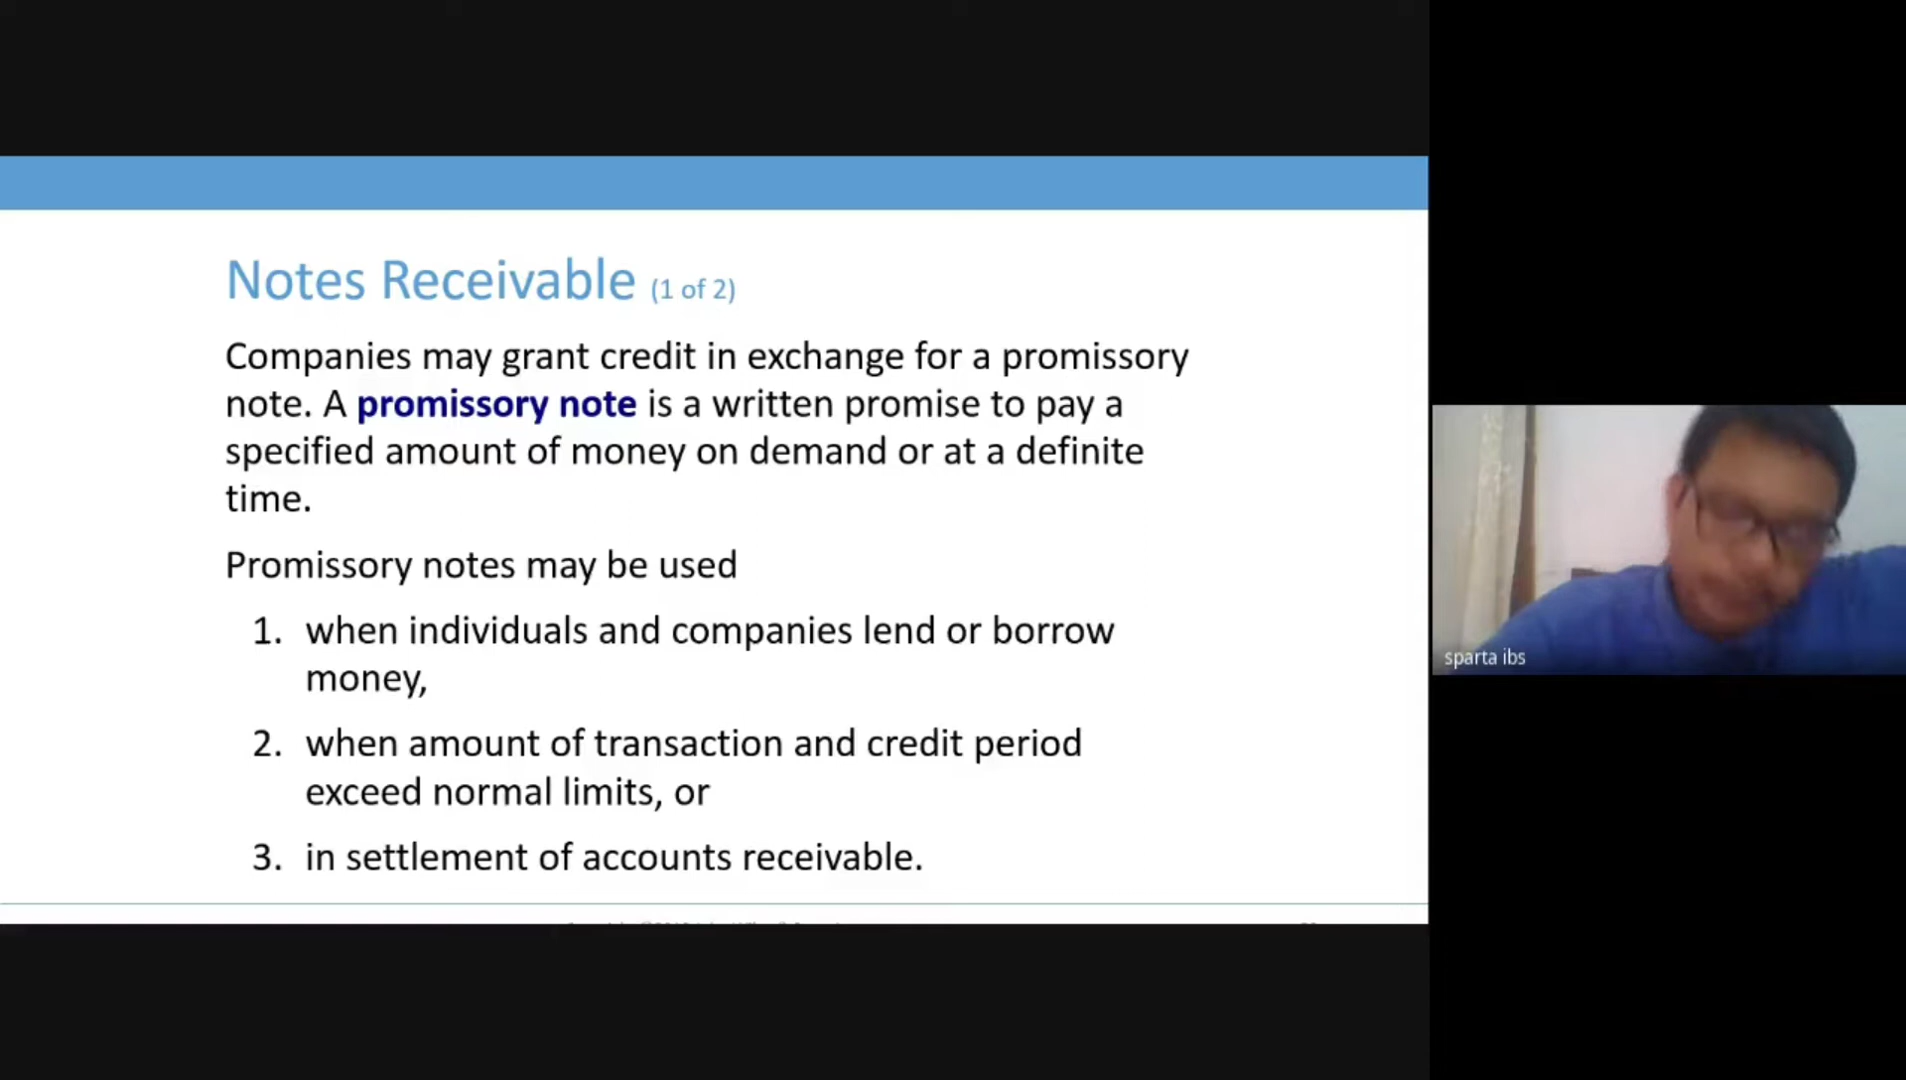 Notes Receivable (1 of 2)
Companies may grant credit in exchange for a promissory
note. A promissory note is a written promise to pay a
specified amount of money on demand or at a definite
time.
Promissory notes may be used
1. when individuals and companies lend or borrow
money,
2. when amount of transaction and credit period
exceed normal limits, or
3. in settlement of accounts receivable.
sparta ibs